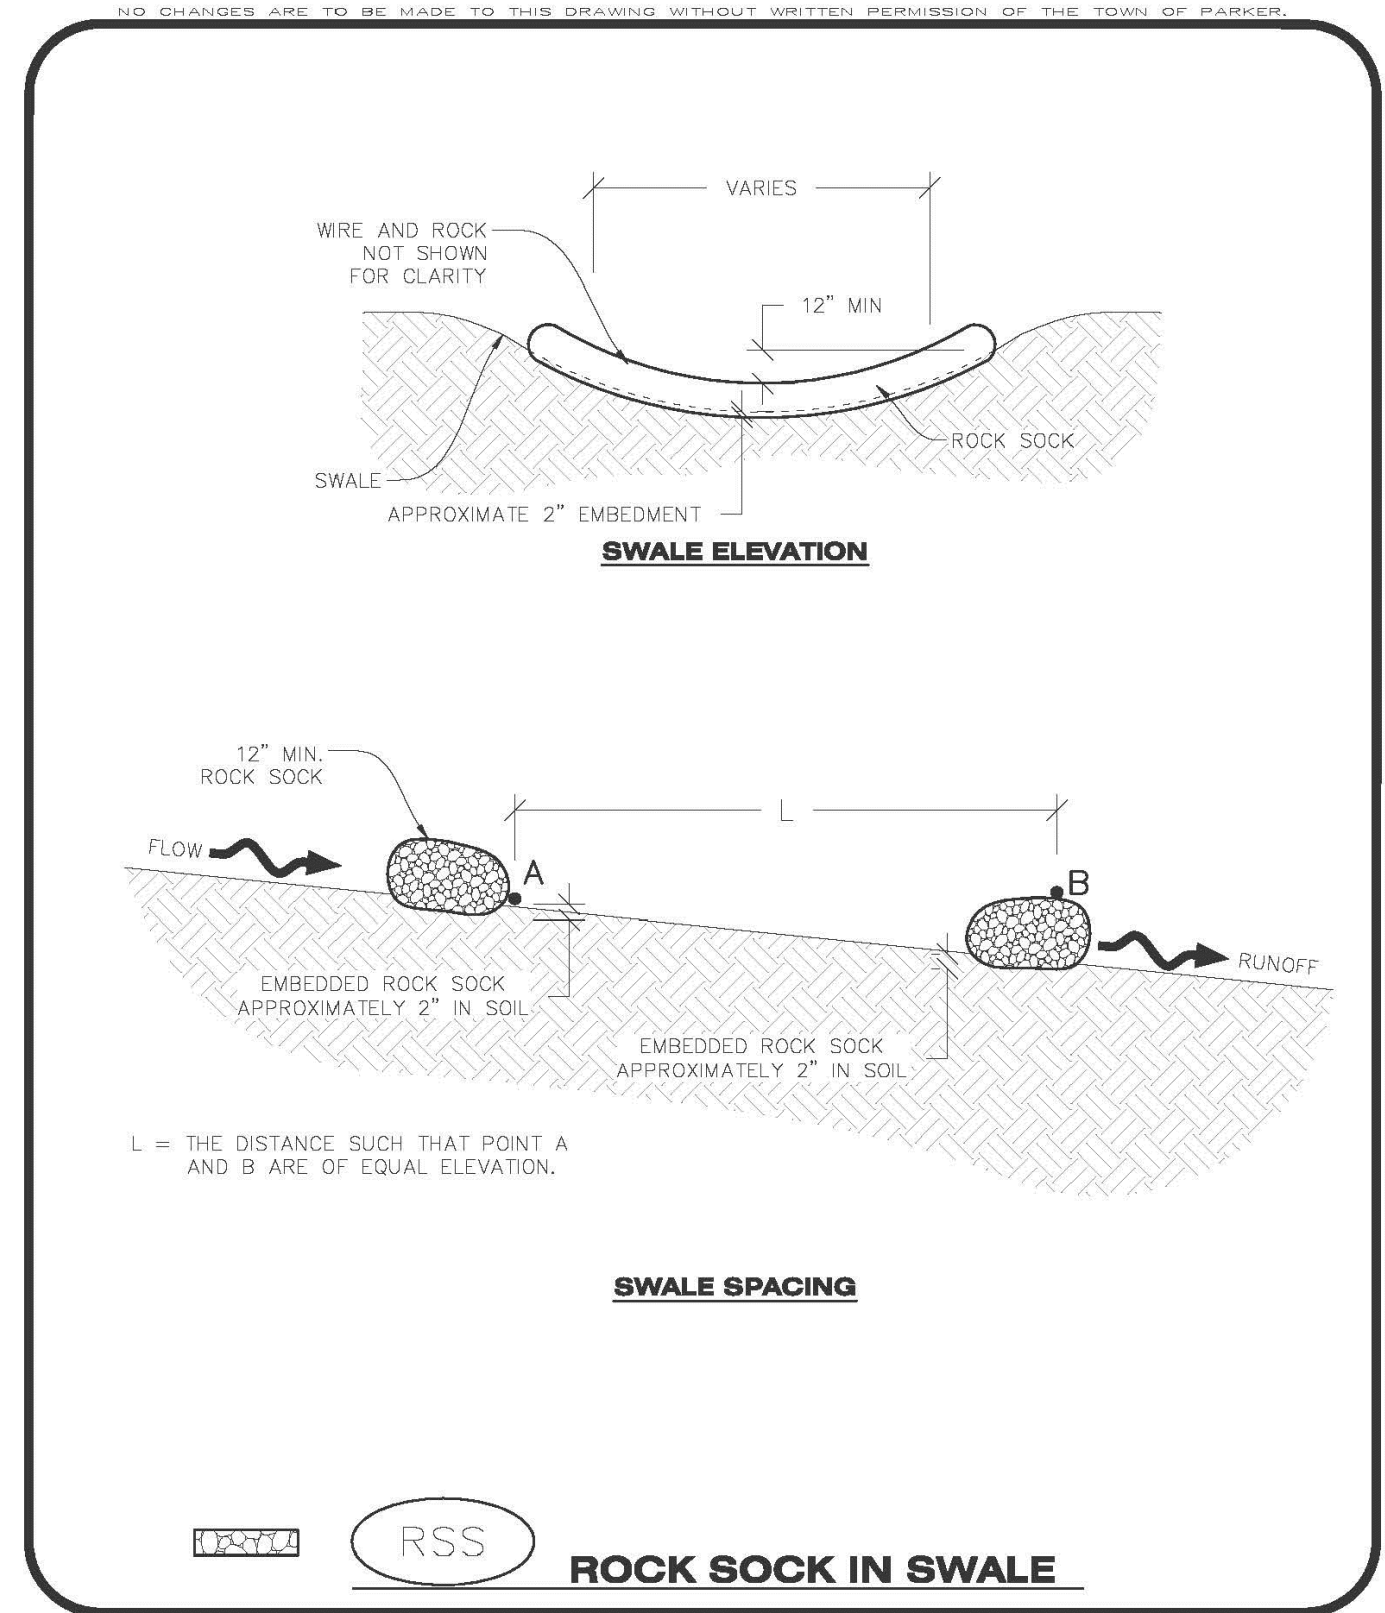 NO CHANGES ARE TO BE MADE TO THIS DRAWING WITHOUT WRITTEN PERMISSION OF THE TOWN OF PARKER.
VARIES
WIRE AND ROCK
NOT SHOWN
FOR CLARITY
12" MIN
ROCK SOCK
SWALE
APPROXIMATE 2" EMBEDMENT
SWALE ELEVATION
12" MIN.
ROCK SOCK
L
FLOW
A
B
RUNOFF
EMBEDDED ROCK SOCK
APPROXIMATELY 2" IN SOIL
EMBEDDED ROCK SOCK
APPROXIMATELY 2" IN SOIL
L = THE DISTANCE SUCH THAT POINT A
AND B ARE OF EQUAL ELEVATION.
SWALE SPACING
RSS
ROCK SOCK IN SWALE